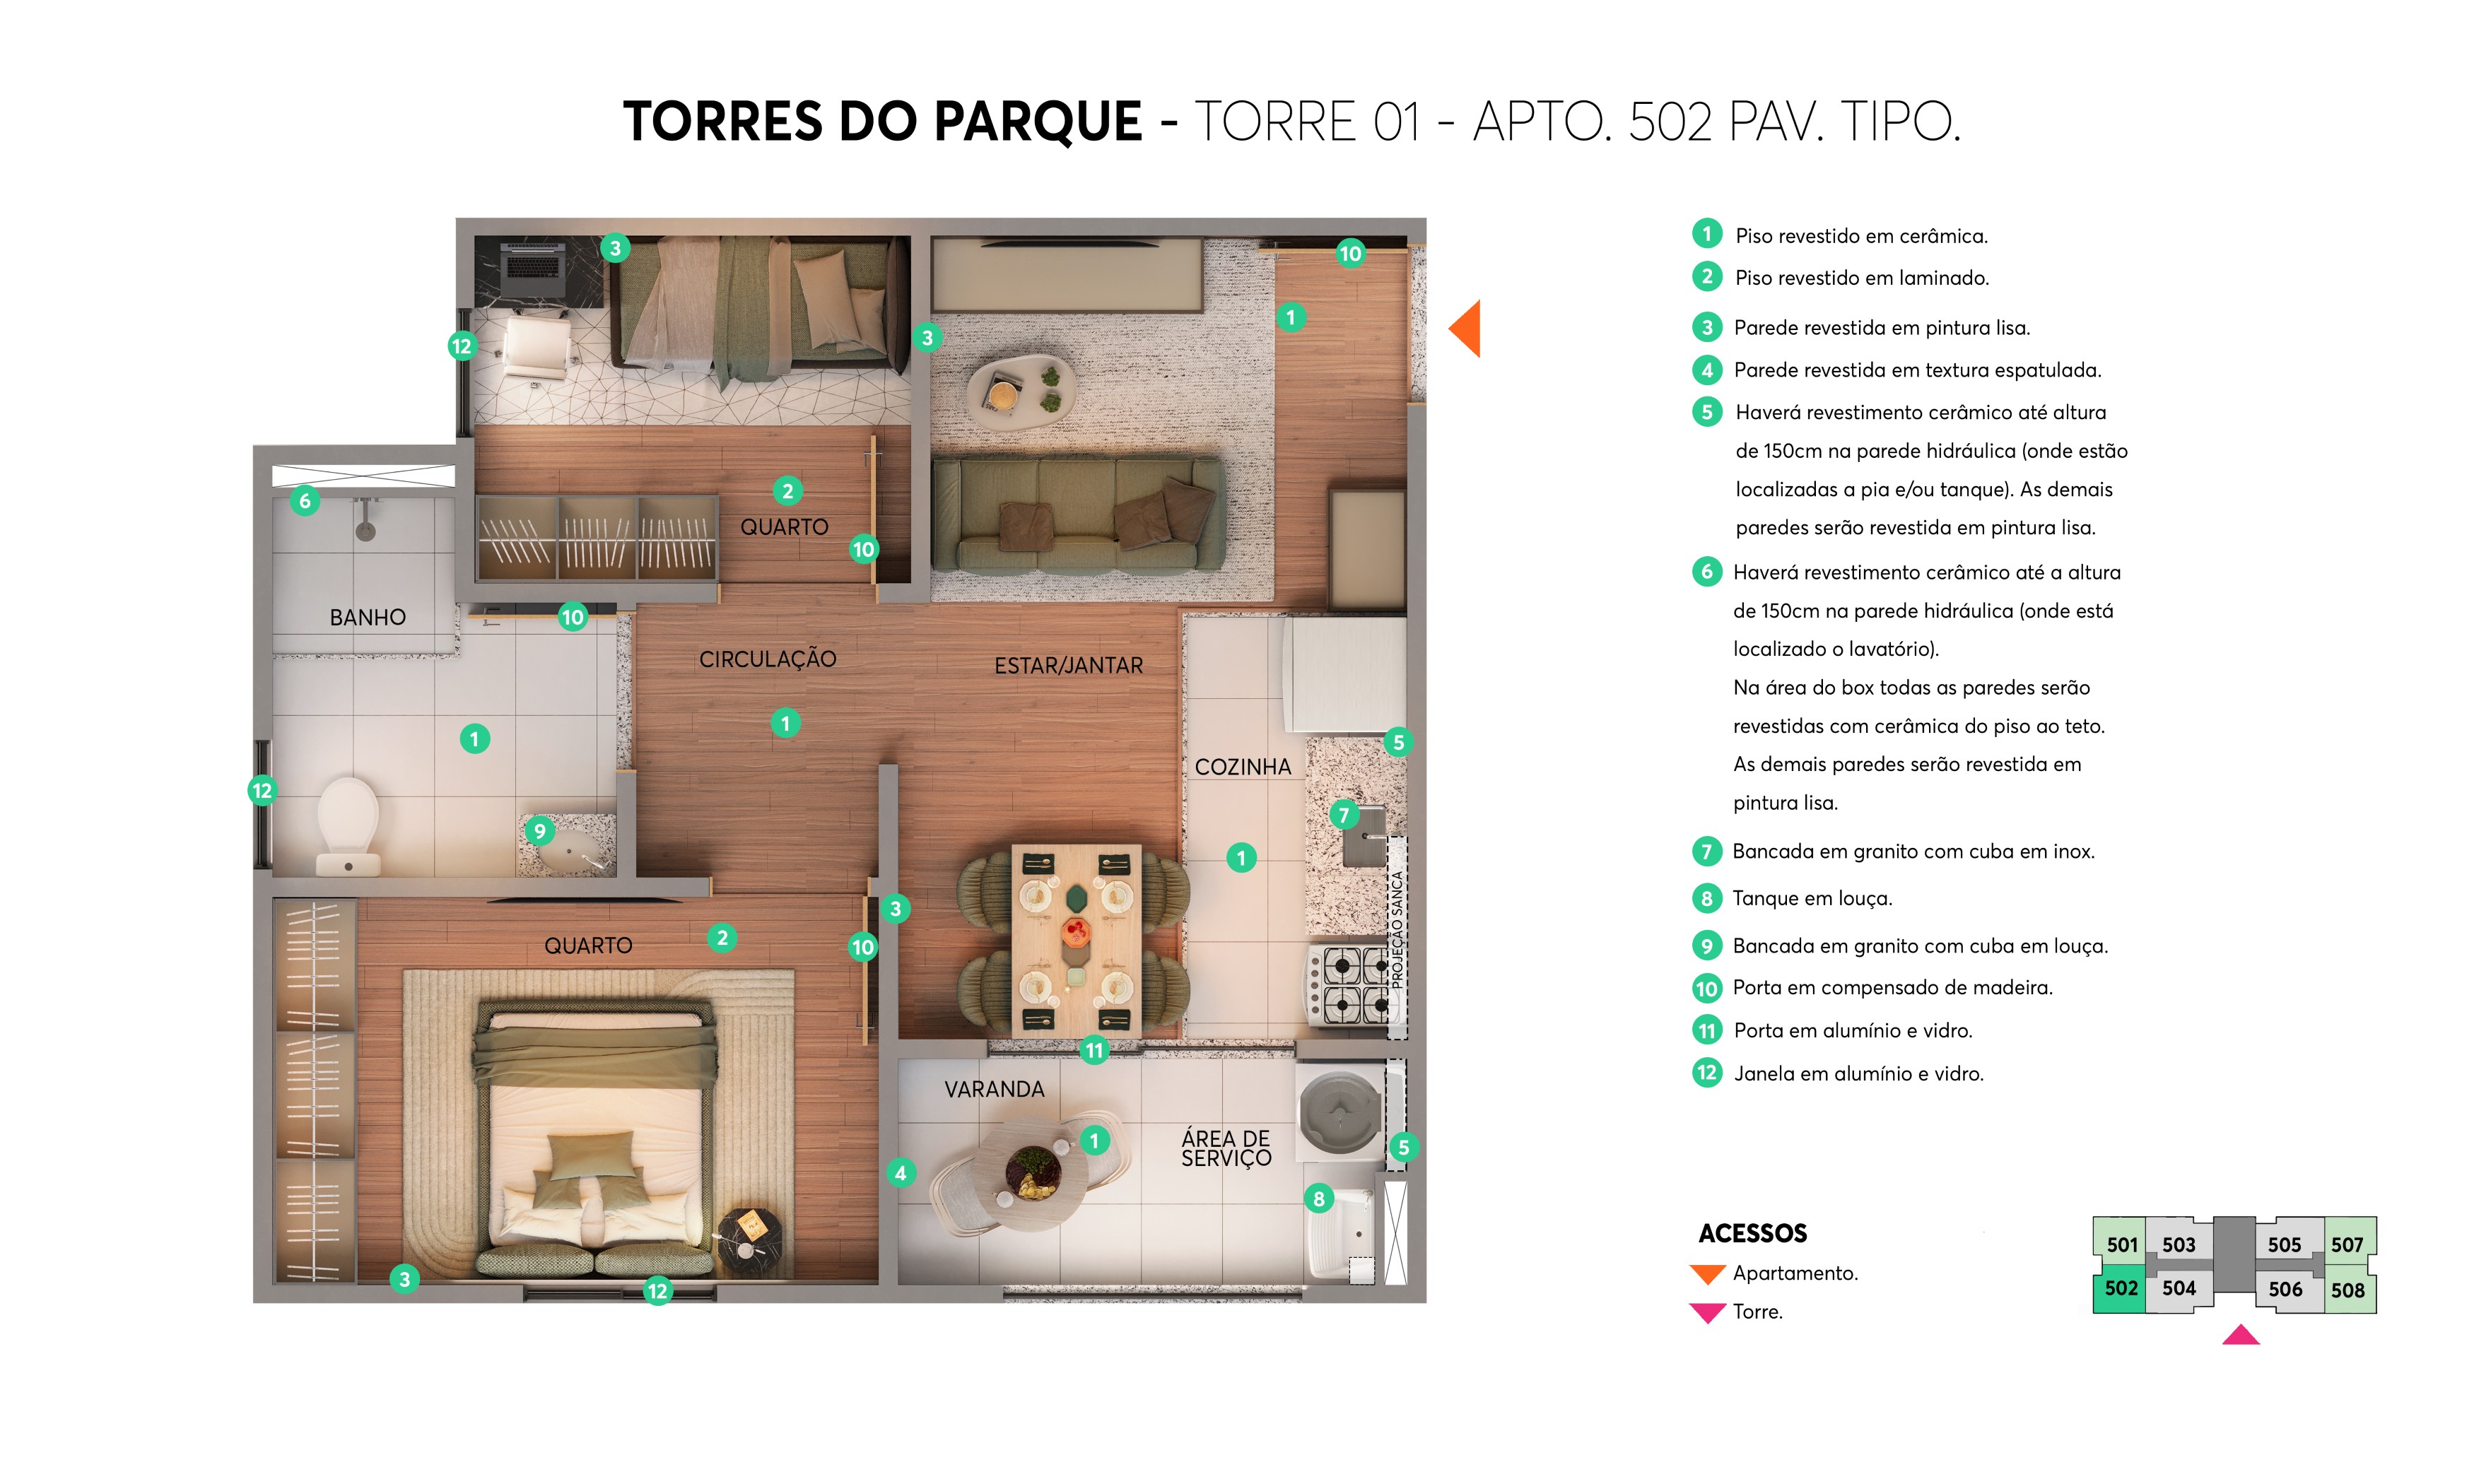 TORRES DO PARQUE - TORRE 01 - APTO. 502 PAV. TIPO.
3
10
12
3
1
2
QUARTO
10
6
BANHO
10
CIRCULAÇÃO
ESTAR/JANTAR
1
1
5
COZINHA
12
7
9
1
PROJEÇÃO SANCA
3
2
QUARTO
10
11
VARANDA
1
ÁREA DE
SERVIÇO
5
4
8
3
12
1 Piso revestido em cerâmica.
2 Piso revestido em laminado.
3 Parede revestida em pintura lisa.
4 Parede revestida em textura espatulada.
5 Haverá revestimento cerâmico até altura
de 150cm na parede hidráulica (onde estão
localizadas a pia e/ou tanque). As demais
paredes serão revestida em pintura lisa.
6 Haverá revestimento cerâmico até a altura
de 150cm na parede hidráulica (onde está
localizado o lavatório).
Na área do box todas as paredes serão
revestidas com cerâmica do piso ao teto.
As demais paredes serão revestida em
pintura lisa.
7 Bancada em granito com cuba em inox.
8 Tanque em louça.
9 Bancada em granito com cuba em louça.
10 Porta em compensado de madeira.
11 Porta em alumínio e vidro.
12 Janela em alumínio e vidro.
ACESSOS
Apartamento.
Torre.
501 503 505 507
502 504 506 508